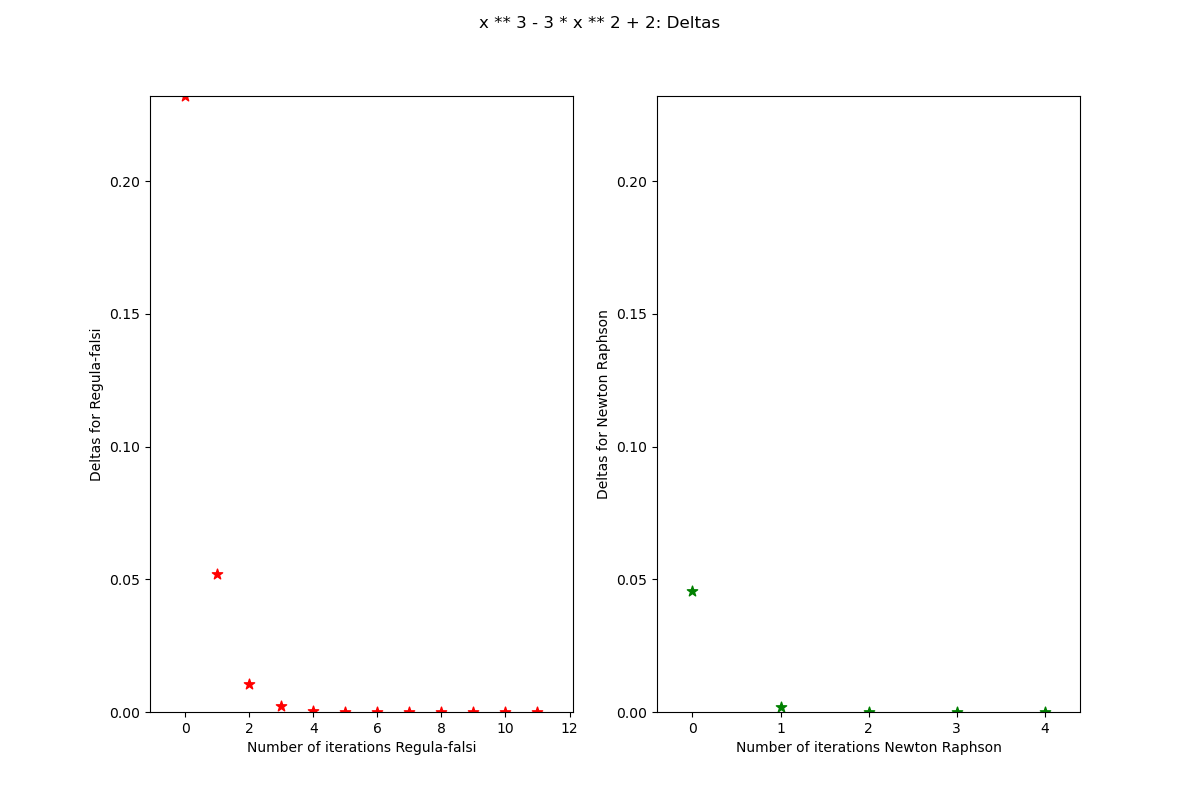 x ** 3 - 3 * x ** 2 + 2: Deltas
Deltas for Regula-falsi
0.20
0.15
0.10
0.05
0.00
0 2 4 6 8 10 12
Number of iterations Regula-falsi
Deltas for Newton Raphson
0.20
0.15
0.10
0.05
0.00
0 1 2 3 4
Number of iterations Newton Raphson